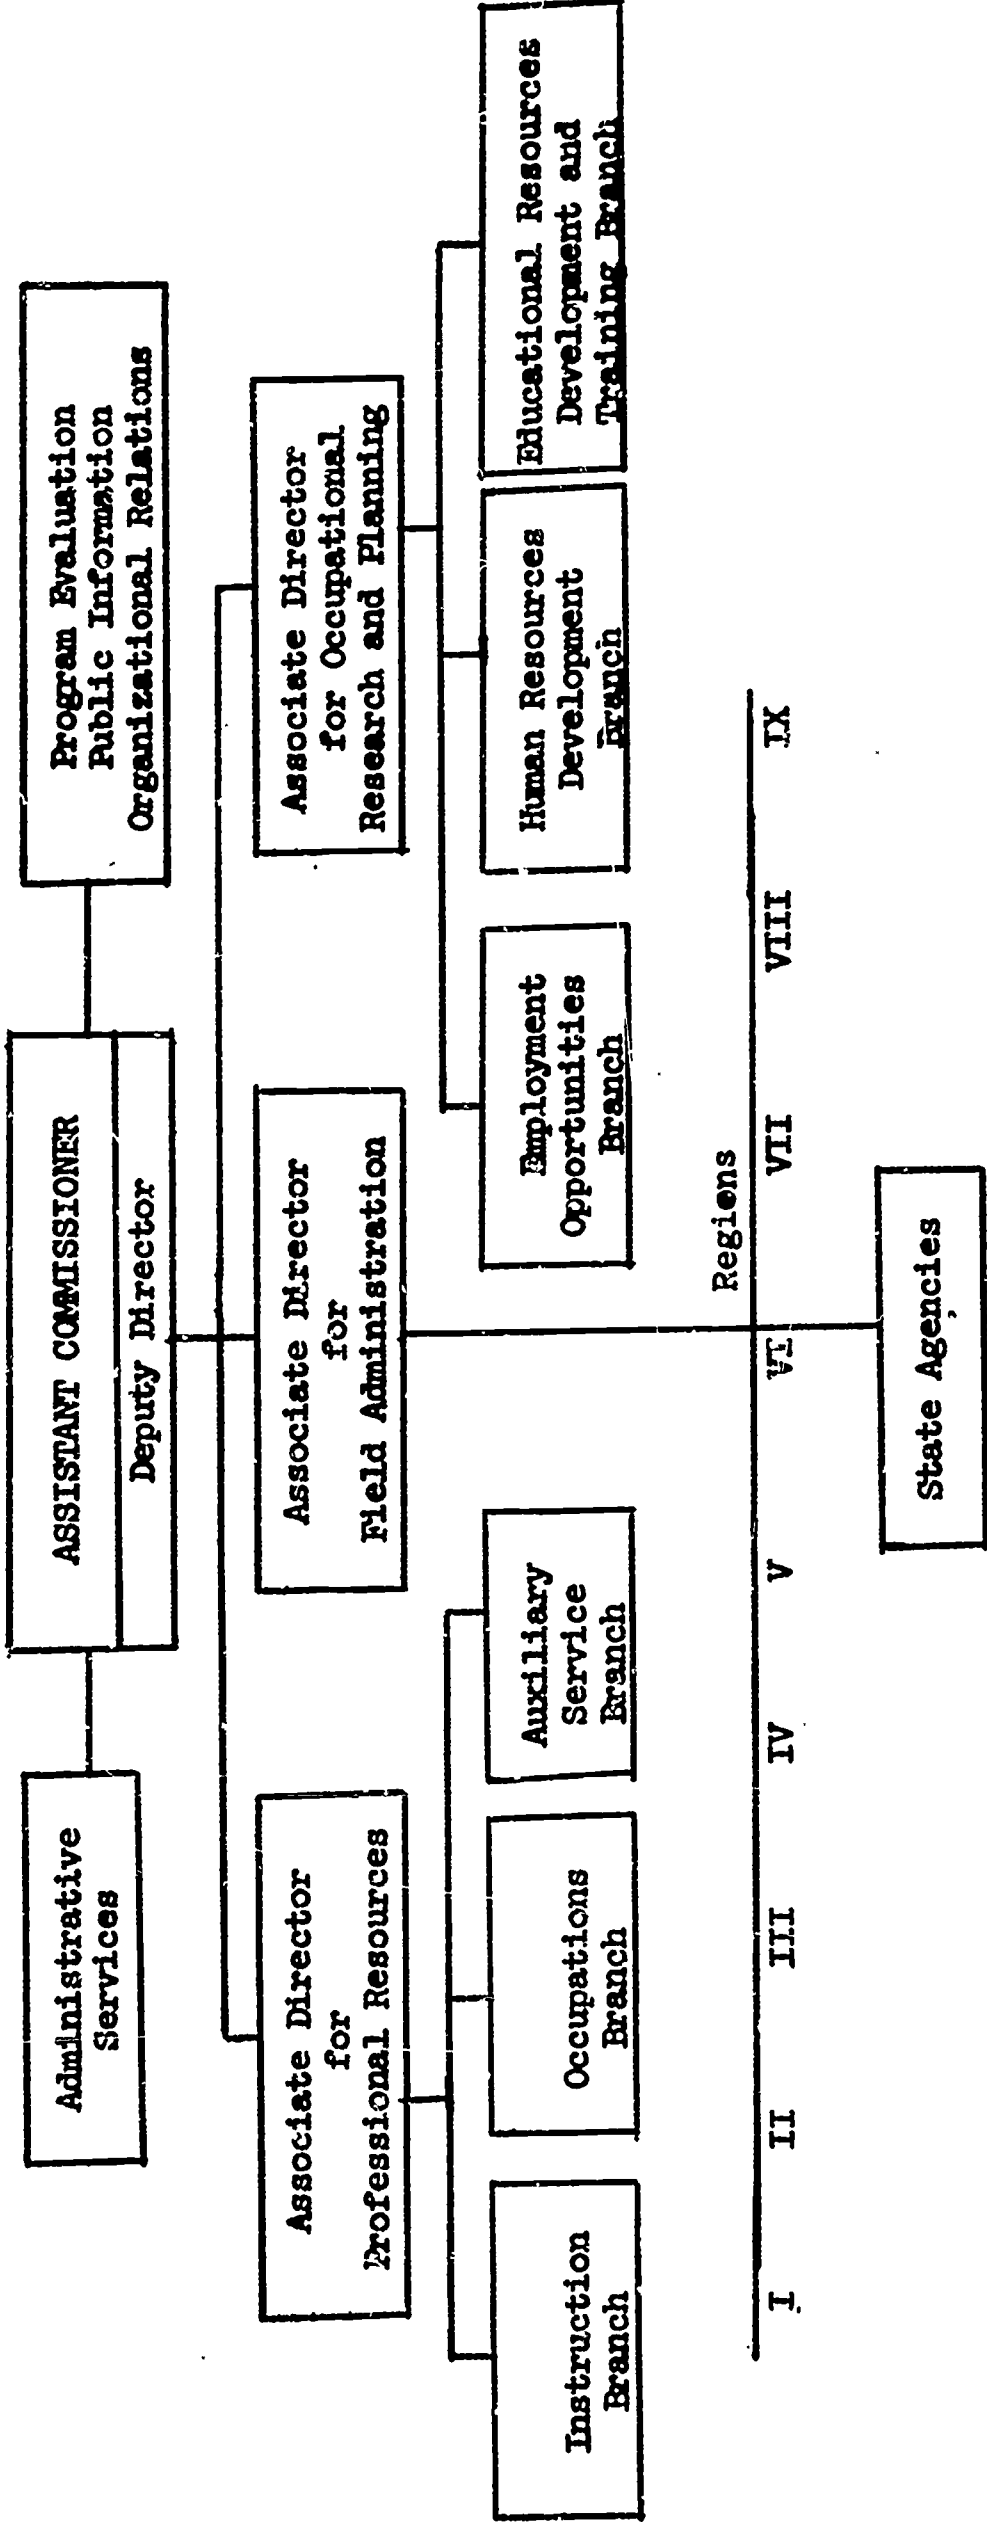 Administrative
Services
ASSISTANT COMMISSIONER
Deputy Director
Program Evaluation
Public Information
Organizational Relations
Associate Director
for
Professional Resources
Associate Director
for
Field Administration
Associate Director
for Occupational
Research and Planning
Instruction
Branch
Occupations
Branch
Auxiliary
Service
Branch
Employment
Opportunities
Branch
Human Resources
Development
Branch
Educational Resources
Development and
Training Branch
Regions
I II III IV V VI VII VIII IX
State Agencies